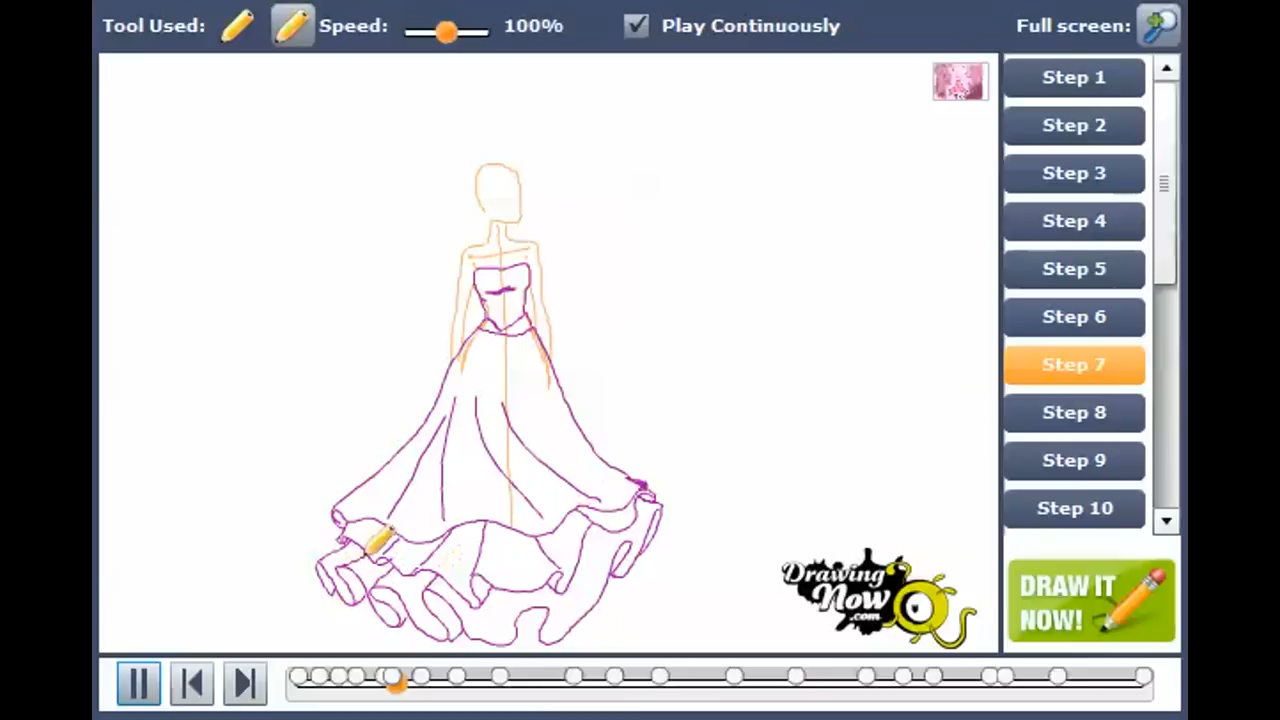 Tool Used:
Speed:
100%
Play Continuously
Full screen:
Step 1
Step 2
Step 3
Step 4
Step 5
Step 6
Step 7
Step 8
Step 9
Step 10
Drawing
Now
.com
DRAW IT
NOW!